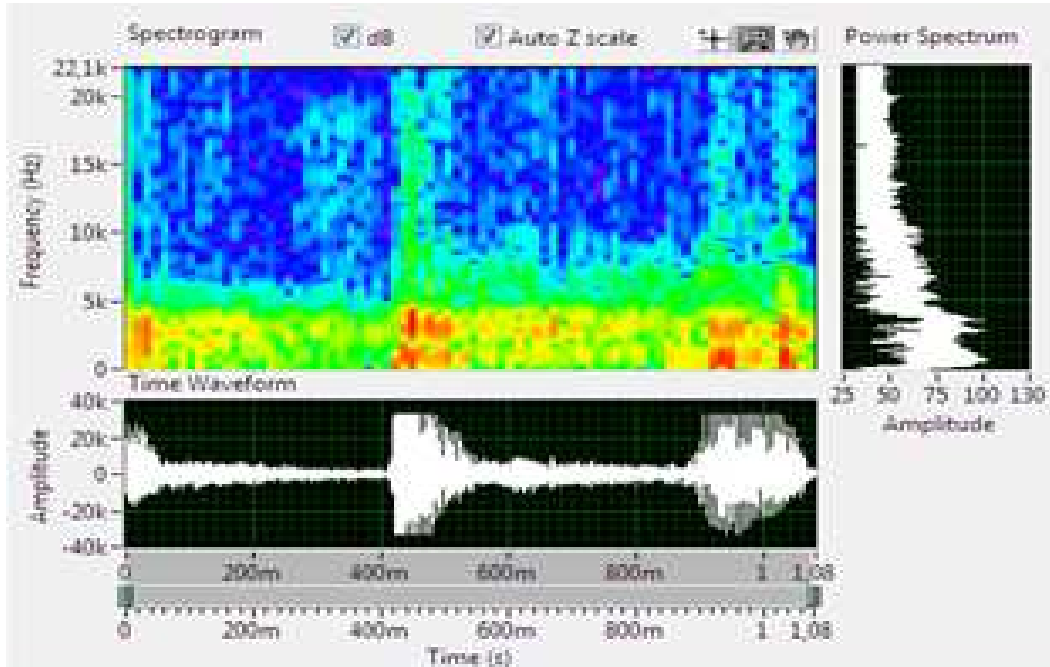 Spectrogram dB Auto Z scale Power Spectrum
22,1k
20k
15k
10k
5k
0
Frequency (Hz)
25 50 75 100 130
Amplitude
Time Waveform
40k
20k
0
-20k
-40k
Amplitude
0 200m 400m 600m 800m 1 1,08
0 200m 400m 600m 800m 1 1,08
Time (s)